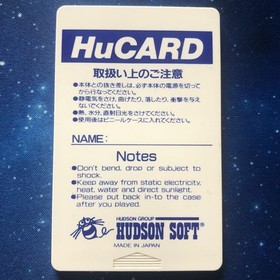 HuCARD
取扱い上のご注意
●本体との抜き差しは、必ず本体の電源を切って
から行なってください。
●静電気をさけ、曲げたり、落したり、衝撃を与え
ないでください。
●熱、水分、直射日光をさけてください。
●使用後はビニールケースに入れてください。
NAME:
Notes
●Don't bend, drop or subject to
shock.
●Keep away from static electricity,
heat, water and direct sunlight.
●Please put back in-to the case
after you played.
HUDSON GROUP
HUDSON SOFT®
MADE IN JAPAN